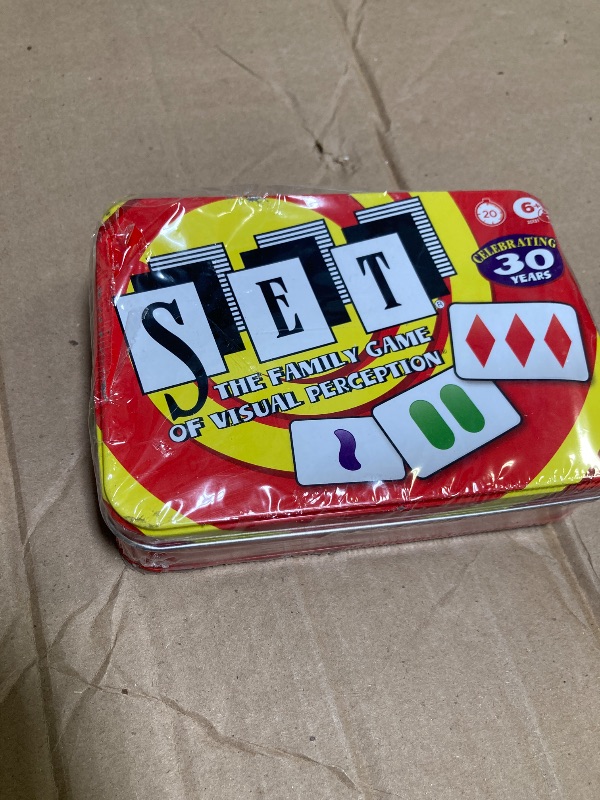 20
6+
CELEBRATING
30
YEARS
SET®
THE FAMILY GAME
OF VISUAL PERCEPTION